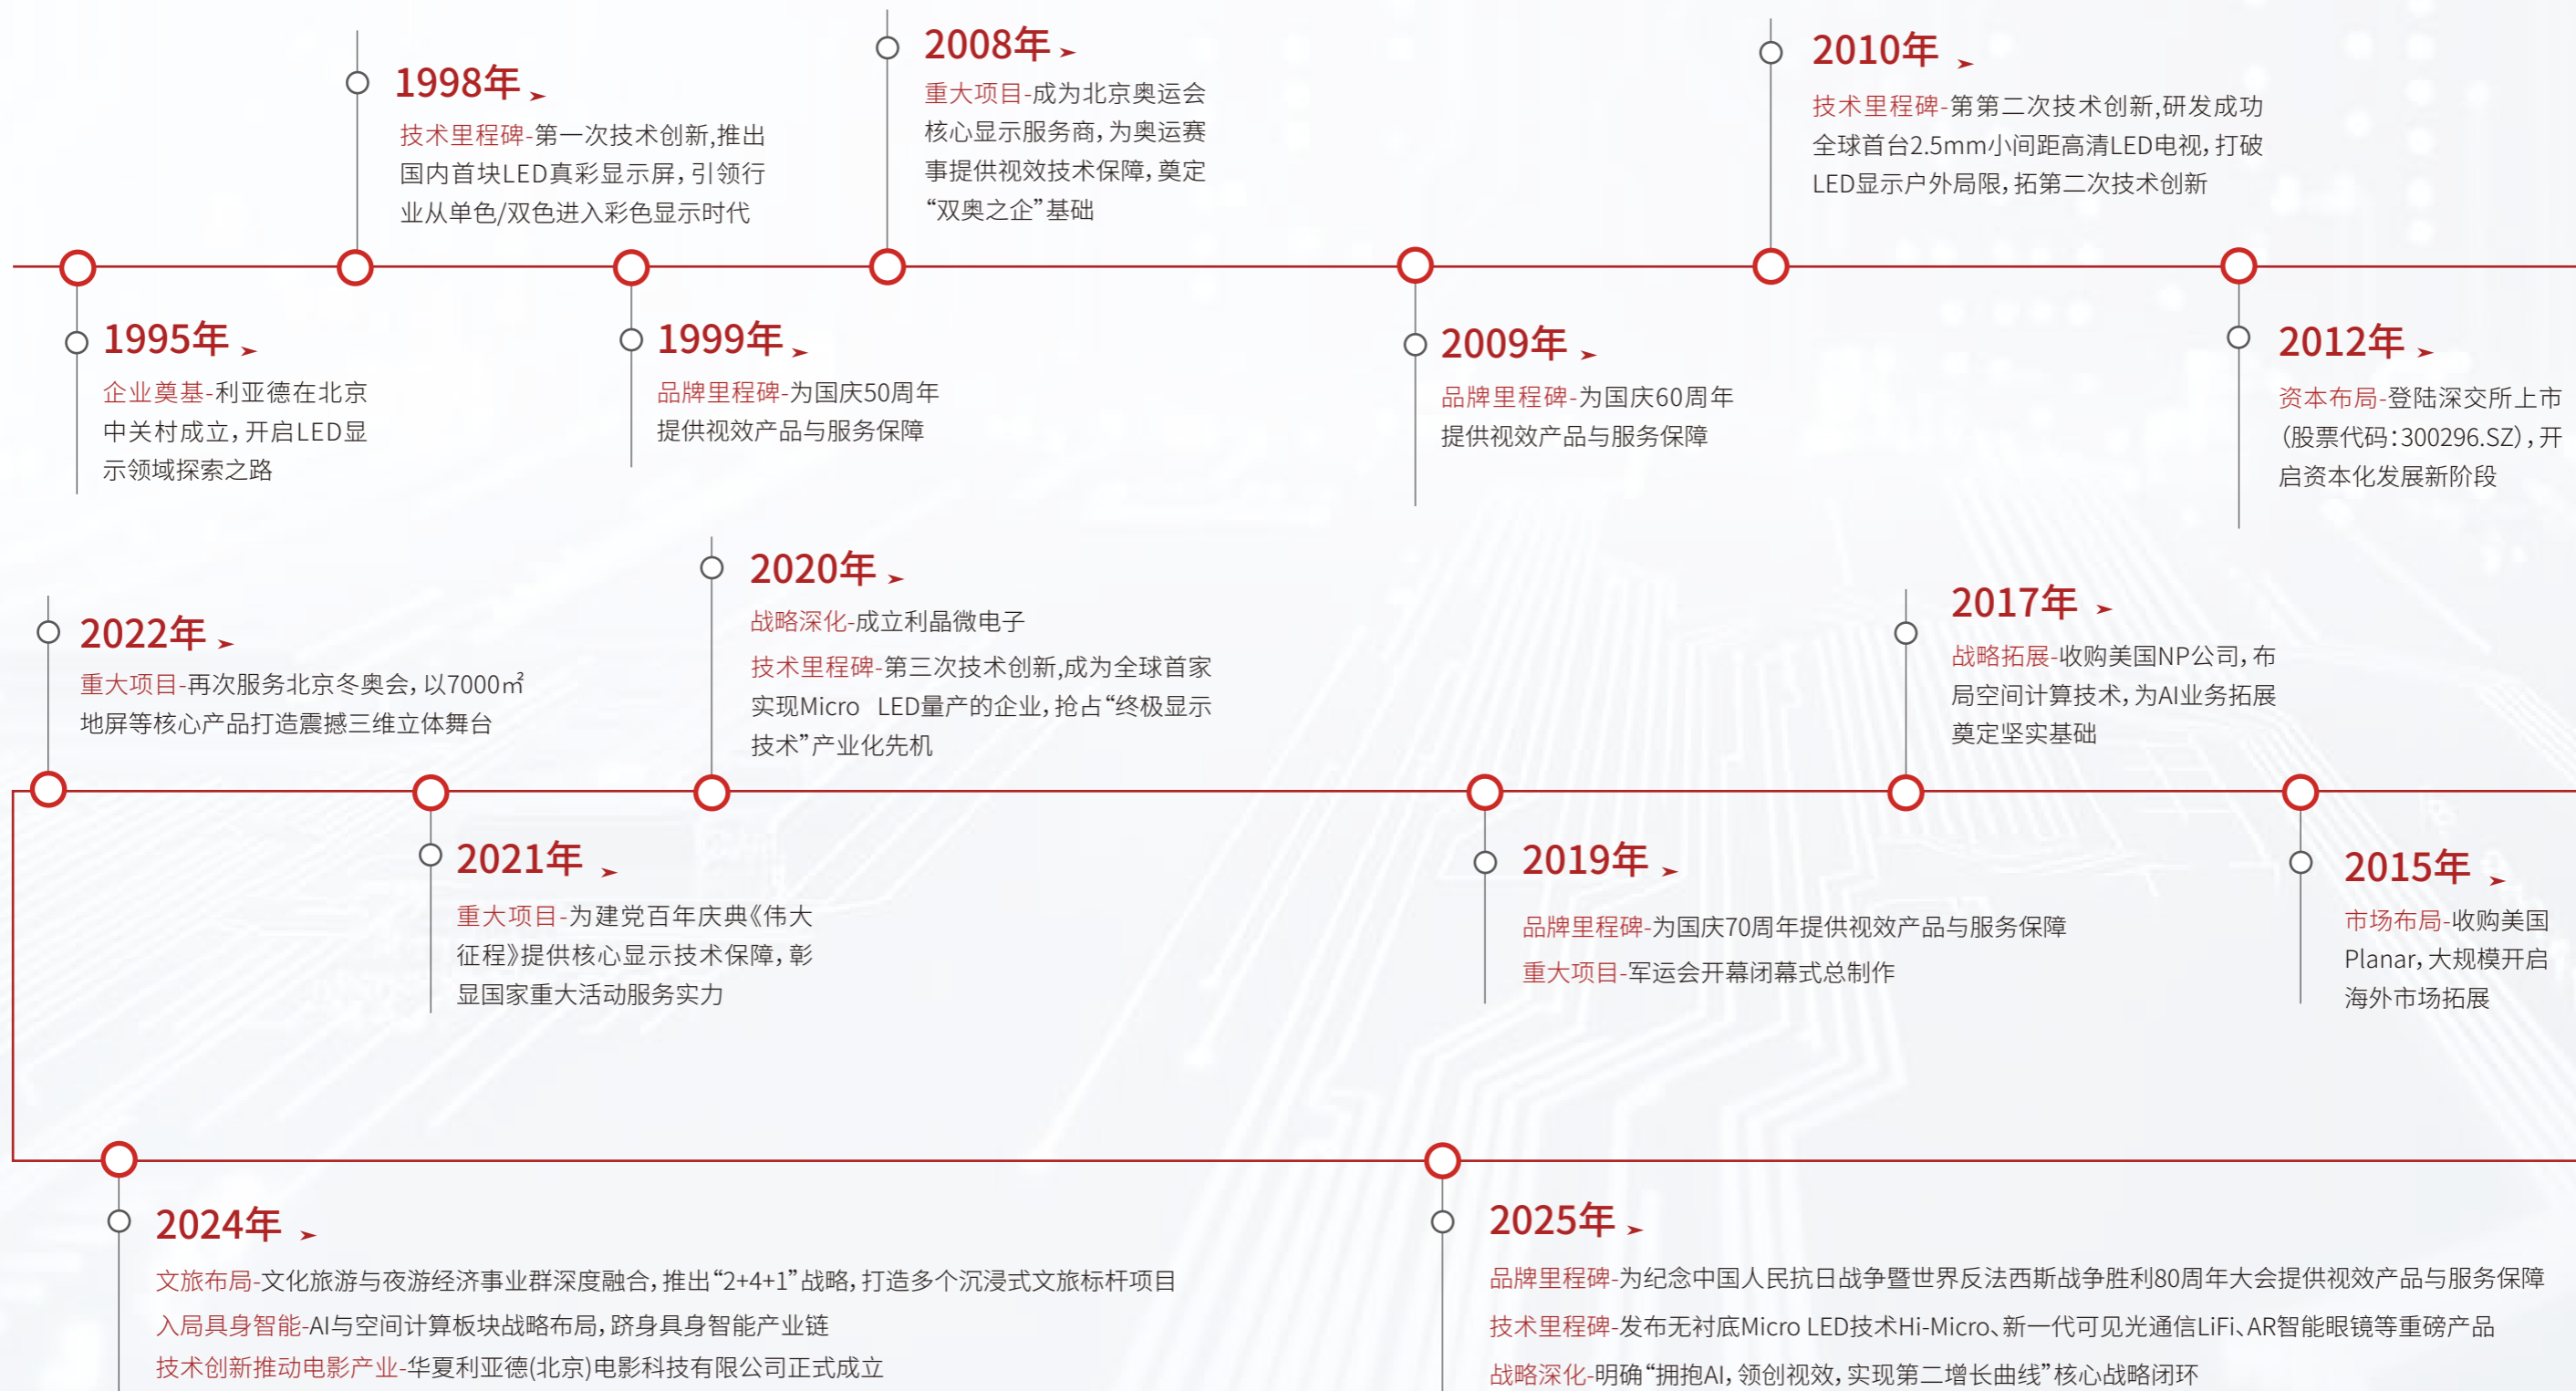 1995年
企业奠基-利亚德在北京
中关村成立，开启LED显
示领域探索之路
1998年
技术里程碑-第一次技术创新,推出
国内首块LED真彩显示屏，引领行
业从单色/双色进入彩色显示时代
1999年
品牌里程碑-为国庆50周年
提供视效产品与服务保障
2008年
重大项目-成为北京奥运会
核心显示服务商，为奥运赛
事提供视效技术保障，奠定
“双奥之企”基础
2009年
品牌里程碑-为国庆60周年
提供视效产品与服务保障
2010年
技术里程碑-第第二次技术创新,研发成功
全球首台2.5mm小间距高清LED电视，打破
LED显示户外局限，拓第二次技术创新
2012年
资本布局-登陆深交所上市
（股票代码：300296.SZ），开
启资本化发展新阶段
2015年
市场布局-收购美国
Planar，大规模开启
海外市场拓展
2017年
战略拓展-收购美国NP公司，布
局空间计算技术，为AI业务拓展
奠定坚实基础
2019年
品牌里程碑-为国庆70周年提供视效产品与服务保障
重大项目-军运会开幕闭幕式总制作
2020年
战略深化-成立利晶微电子
技术里程碑-第三次技术创新,成为全球首家
实现Micro LED量产的企业，抢占“终极显示
技术”产业化先机
2021年
重大项目-为建党百年庆典《伟大
征程》提供核心显示技术保障，彰
显国家重大活动服务实力
2022年
重大项目-再次服务北京冬奥会，以7000㎡
地屏等核心产品打造震撼三维立体舞台
2024年
文旅布局-文化旅游与夜游经济事业群深度融合，推出“2+4+1”战略，打造多个沉浸式文旅标杆项目
入局具身智能-AI与空间计算板块战略布局，跻身具身智能产业链
技术创新推动电影产业-华夏利亚德(北京)电影科技有限公司正式成立
2025年
品牌里程碑-为纪念中国人民抗日战争暨世界反法西斯战争胜利80周年大会提供视效产品与服务保障
技术里程碑-发布无衬底Micro LED技术Hi-Micro、新一代可见光通信LiFi、AR智能眼镜等重磅产品
战略深化-明确“拥抱AI，领创视效，实现第二增长曲线”核心战略闭环